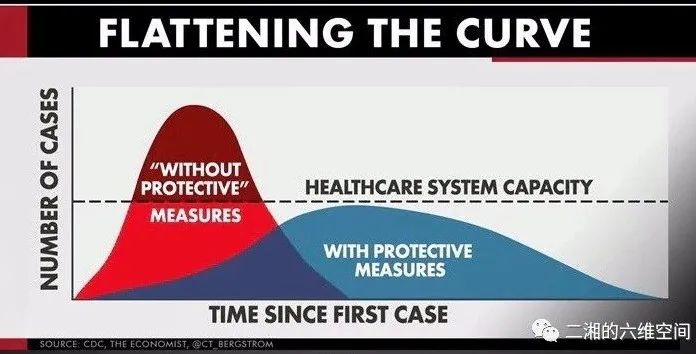 FLATTENING THE CURVE
NUMBER OF CASES
"WITHOUT
PROTECTIVE"
MEASURES
HEALTHCARE SYSTEM CAPACITY
WITH PROTECTIVE
MEASURES
TIME SINCE FIRST CASE
二湘的六维空间
SOURCE: CDC, THE ECONOMIST, @CT_BERGSTROM